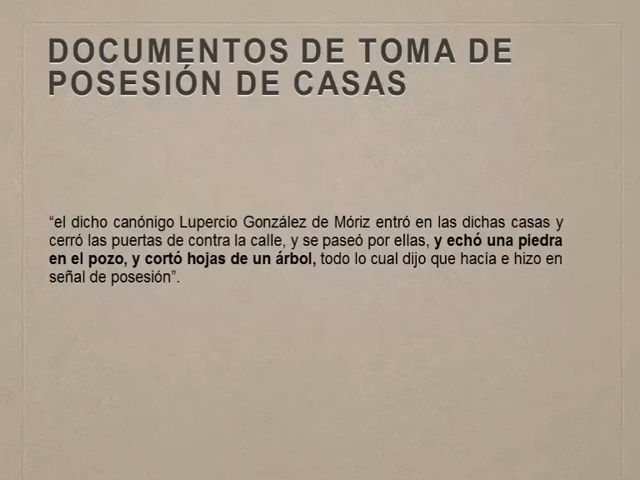 DOCUMENTOS DE TOMA DE
POSESIÓN DE CASAS
“el dicho canónigo Lupercio González de Móriz entró en las dichas casas y
cerró las puertas de contra la calle, y se paseó por ellas, y echó una piedra
en el pozo, y cortó hojas de un árbol, todo lo cual dijo que hacía e hizo en
señal de posesión”.